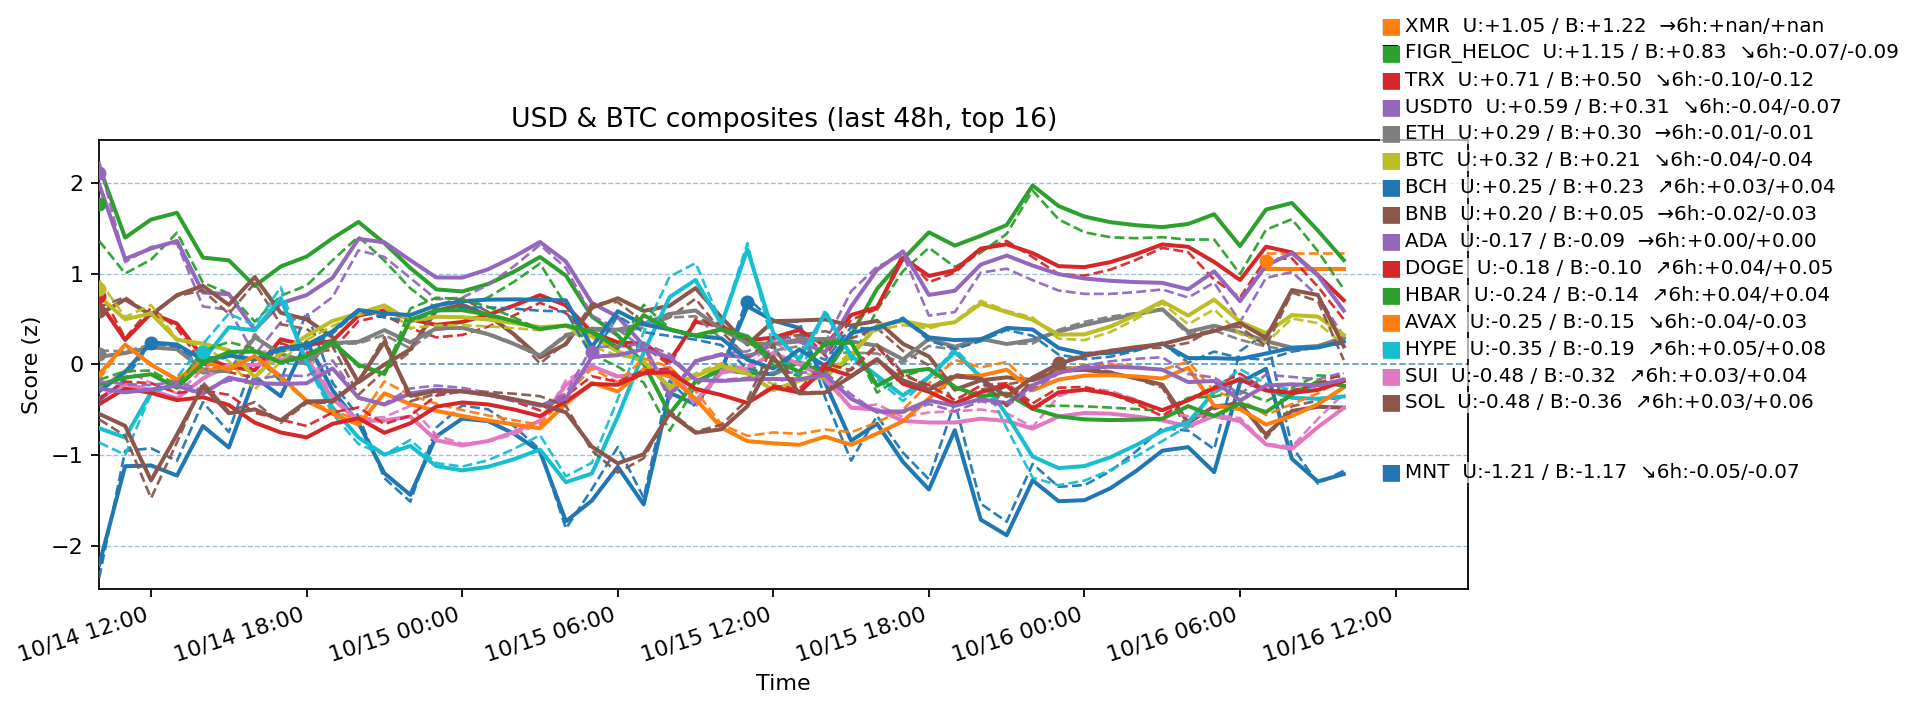 XMR U:+1.05 / B:+1.22 →6h:+nan/+nan
FIGR_HELOC U:+1.15 / B:+0.83 ↘6h:-0.07/-0.09
TRX U:+0.71 / B:+0.50 ↘6h:-0.10/-0.12
USDT0 U:+0.59 / B:+0.31 ↘6h:-0.04/-0.07
ETH U:+0.29 / B:+0.30 →6h:-0.01/-0.01
BTC U:+0.32 / B:+0.21 ↘6h:-0.04/-0.04
BCH U:+0.25 / B:+0.23 ↗6h:+0.03/+0.04
BNB U:+0.20 / B:+0.05 →6h:-0.02/-0.03
ADA U:-0.17 / B:-0.09 →6h:+0.00/+0.00
DOGE U:-0.18 / B:-0.10 ↗6h:+0.04/+0.05
HBAR U:-0.24 / B:-0.14 ↗6h:+0.04/+0.04
AVAX U:-0.25 / B:-0.15 ↘6h:-0.04/-0.03
HYPE U:-0.35 / B:-0.19 ↗6h:+0.05/+0.08
SUI U:-0.48 / B:-0.32 ↗6h:+0.03/+0.04
SOL U:-0.48 / B:-0.36 ↗6h:+0.03/+0.06
MNT U:-1.21 / B:-1.17 ↘6h:-0.05/-0.07
USD & BTC composites (last 48h, top 16)
Score (z)
2
1
0
−1
−2
10/14 12:00
10/14 18:00
10/15 00:00
10/15 06:00
10/15 12:00
10/15 18:00
10/16 00:00
10/16 06:00
10/16 12:00
Time